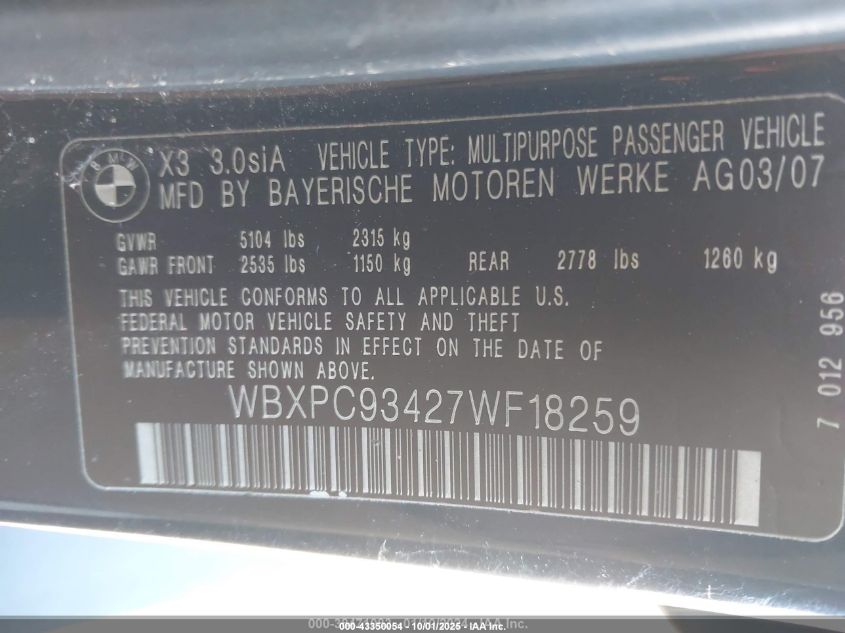 BMW
X3 3.0siA VEHICLE TYPE: MULTIPURPOSE PASSENGER VEHICLE
MFD BY BAYERISCHE MOTOREN WERKE AG03/07
GVWR 5104 lbs 2315 kg
GAWR FRONT 2535 lbs 1150 kg REAR 2778 lbs 1260 kg
THIS VEHICLE CONFORMS TO ALL APPLICABLE U.S.
FEDERAL MOTOR VEHICLE SAFETY AND THEFT
PREVENTION STANDARDS IN EFFECT ON THE DATE OF
MANUFACTURE SHOWN ABOVE.
WBXPC93427WF18259
7 012 956
43350054 - 10/01/2024 - IAA Inc.